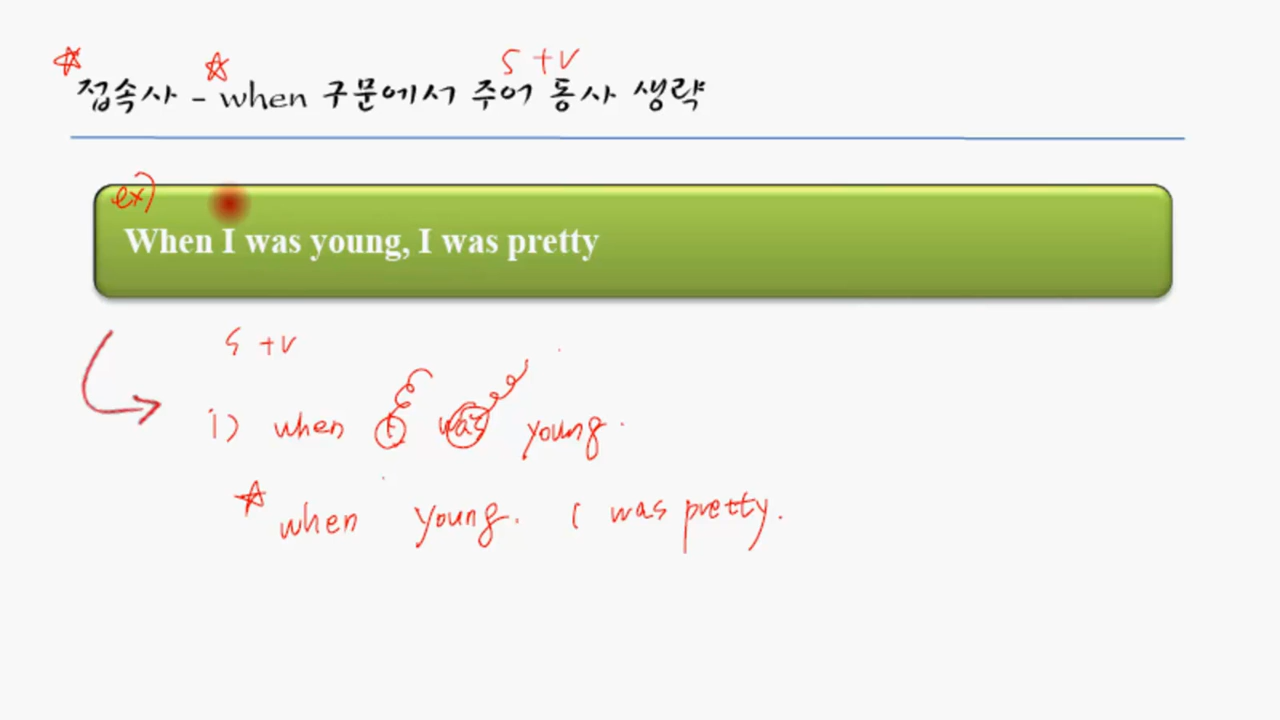 S + V
접속사 - when 구문에서 주어 동사 생략
ex)
When I was young, I was pretty
S + V
i) when I was young.
when young. I was pretty.